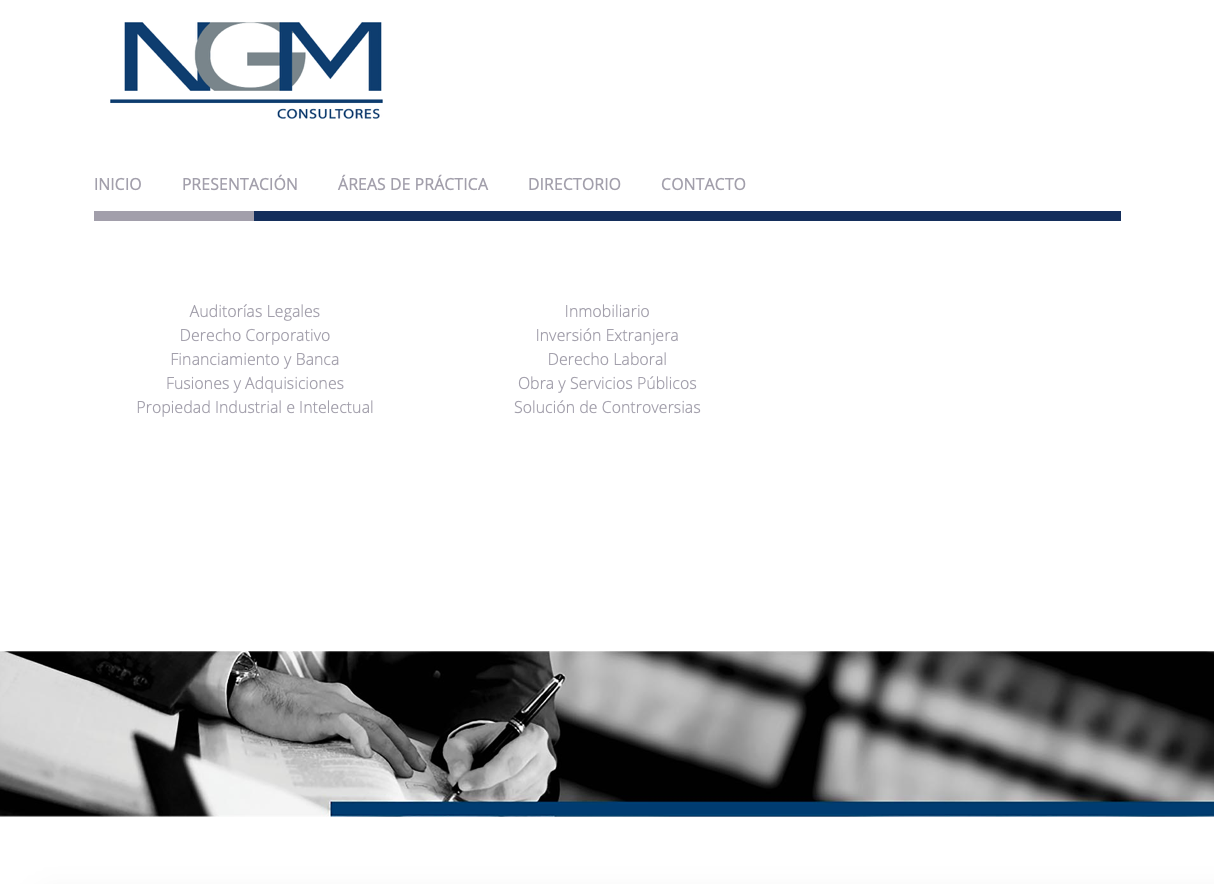 NGM
CONSULTORES
INICIO PRESENTACIÓN ÁREAS DE PRÁCTICA DIRECTORIO CONTACTO
Auditorías Legales
Derecho Corporativo
Financiamiento y Banca
Fusiones y Adquisiciones
Propiedad Industrial e Intelectual
Inmobiliario
Inversión Extranjera
Derecho Laboral
Obra y Servicios Públicos
Solución de Controversias